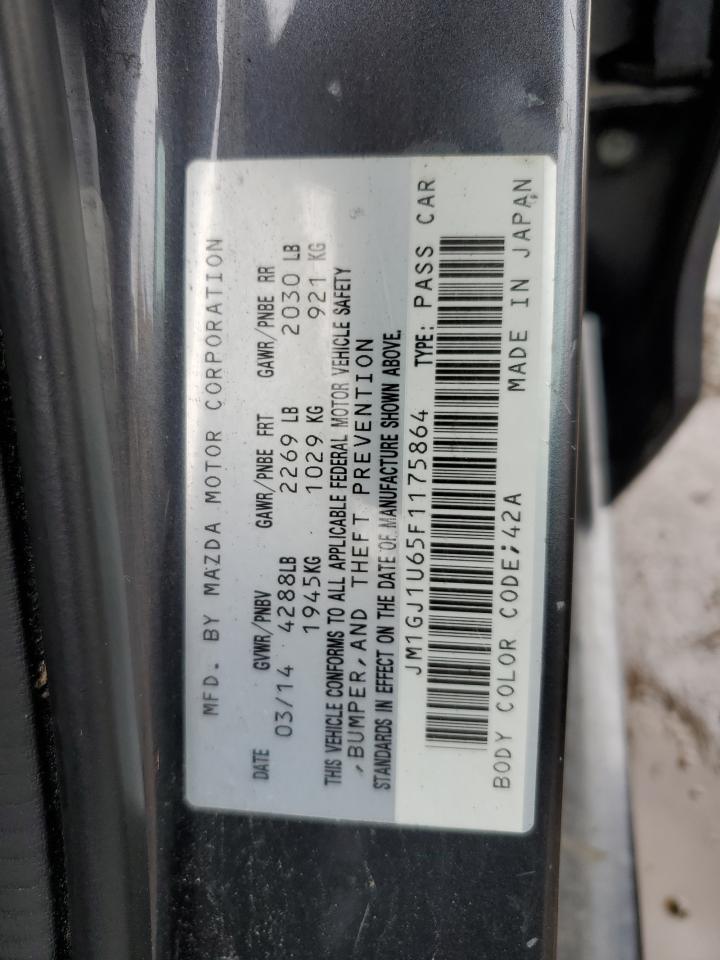 MFD. BY MAZDA MOTOR CORPORATION
DATE GVWR/PNBV GAWR/PNBE FRT GAWR/PNBE RR
03/14 4288LB 2269 LB 2030 LB
1945KG 1029 KG 921 KG
THIS VEHICLE CONFORMS TO ALL APPLICABLE FEDERAL MOTOR VEHICLE SAFETY
,BUMPER,AND THEFT PREVENTION
STANDARDS IN EFFECT ON THE DATE OF MANUFACTURE SHOWN ABOVE.
JM1GJ1U65F1175864 TYPE: PASS CAR
BODY COLOR CODE;42A MADE IN JAPAN